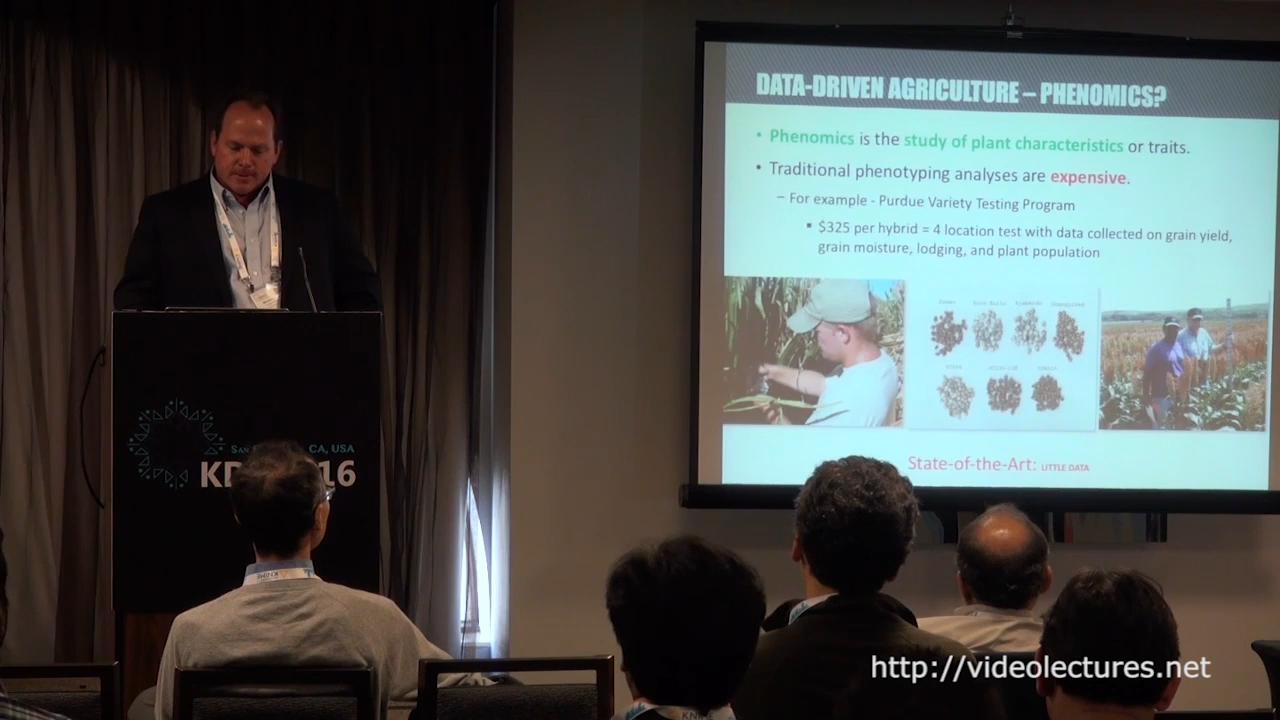 DATA-DRIVEN AGRICULTURE – PHENOMICS?
• Phenomics is the study of plant characteristics or traits.
• Traditional phenotyping analyses are expensive.
– For example - Purdue Variety Testing Program
▪ $325 per hybrid = 4 location test with data collected on grain yield,
grain moisture, lodging, and plant population
State-of-the-Art: LITTLE DATA
CA, USA
16
KNIME
http://videolectures.net